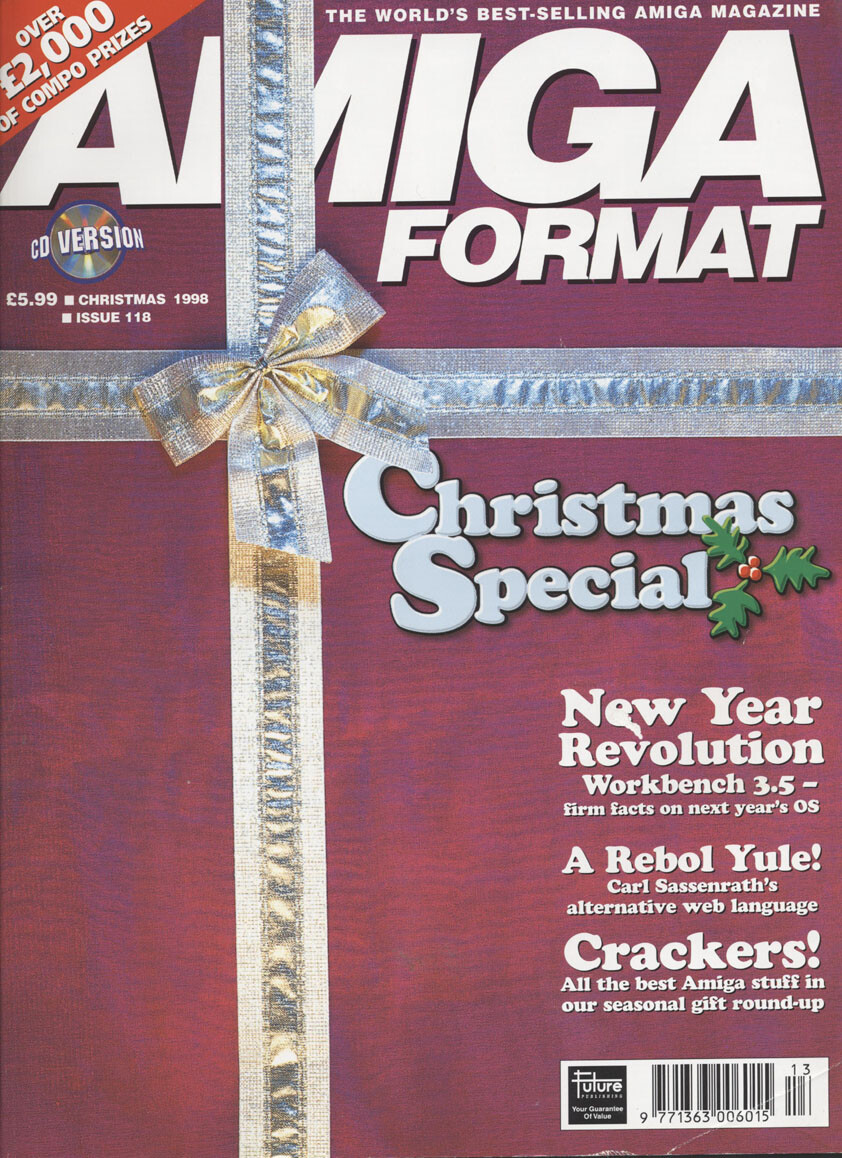 THE WORLD'S BEST-SELLING AMIGA MAGAZINE
OVER
£2,000
OF COMPO PRIZES
AMIGA
FORMAT
CD VERSION
£5.99 ■ CHRISTMAS 1998
■ ISSUE 118
Christmas
Special
New Year
Revolution
Workbench 3.5 –
firm facts on next year's OS
A Rebol Yule!
Carl Sassenrath's
alternative web language
Crackers!
All the best Amiga stuff in
our seasonal gift round-up
Future
PUBLISHING
Your Guarantee
Of Value
13
9 771363 006015